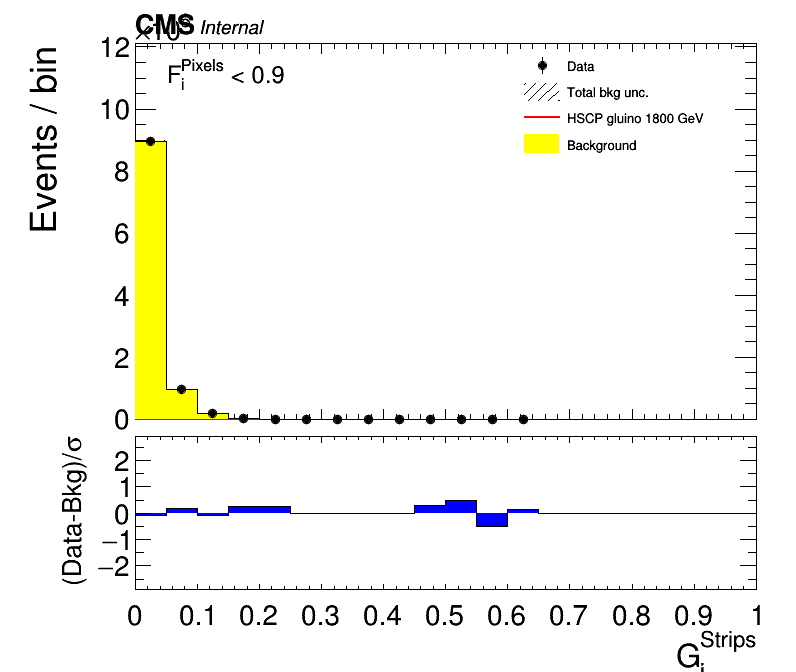 CMS Internal
F_i^Pixels < 0.9
Data
Total bkg unc.
HSCP gluino 1800 GeV
Background
Events / bin
12
10
8
6
4
2
0
(Data-Bkg)/σ
2
1
0
−1
−2
0 0.1 0.2 0.3 0.4 0.5 0.6 0.7 0.8 0.9 1
G_i^Strips